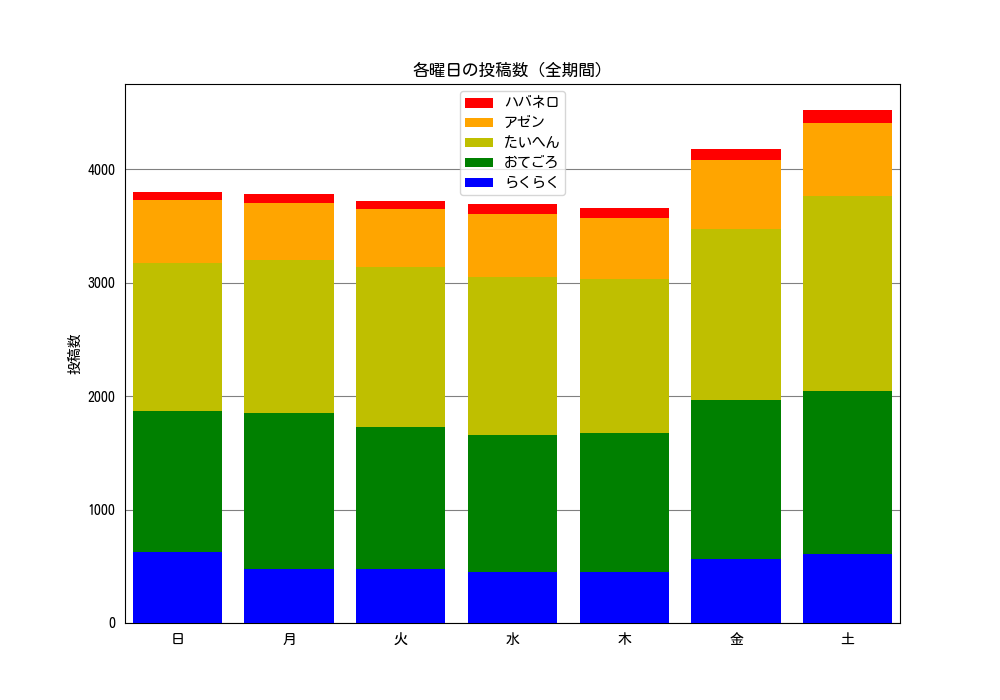 各曜日の投稿数（全期間）
ハバネロ
アゼン
たいへん
おてごろ
らくらく
投稿数
4000
3000
2000
1000
0
日 月 火 水 木 金 土